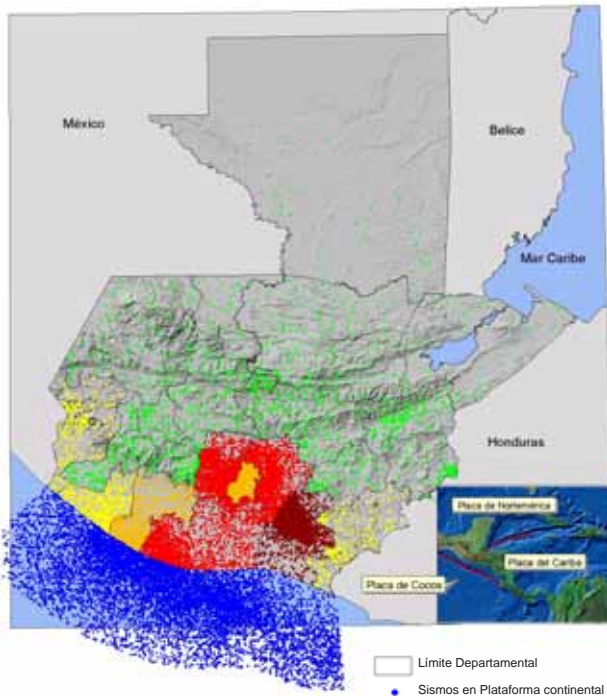 México
Belice
Mar Caribe
Honduras
Placa de Norteamérica
Placa del Caribe
Placa de Cocos
Límite Departamental
Sismos en Plataforma continental